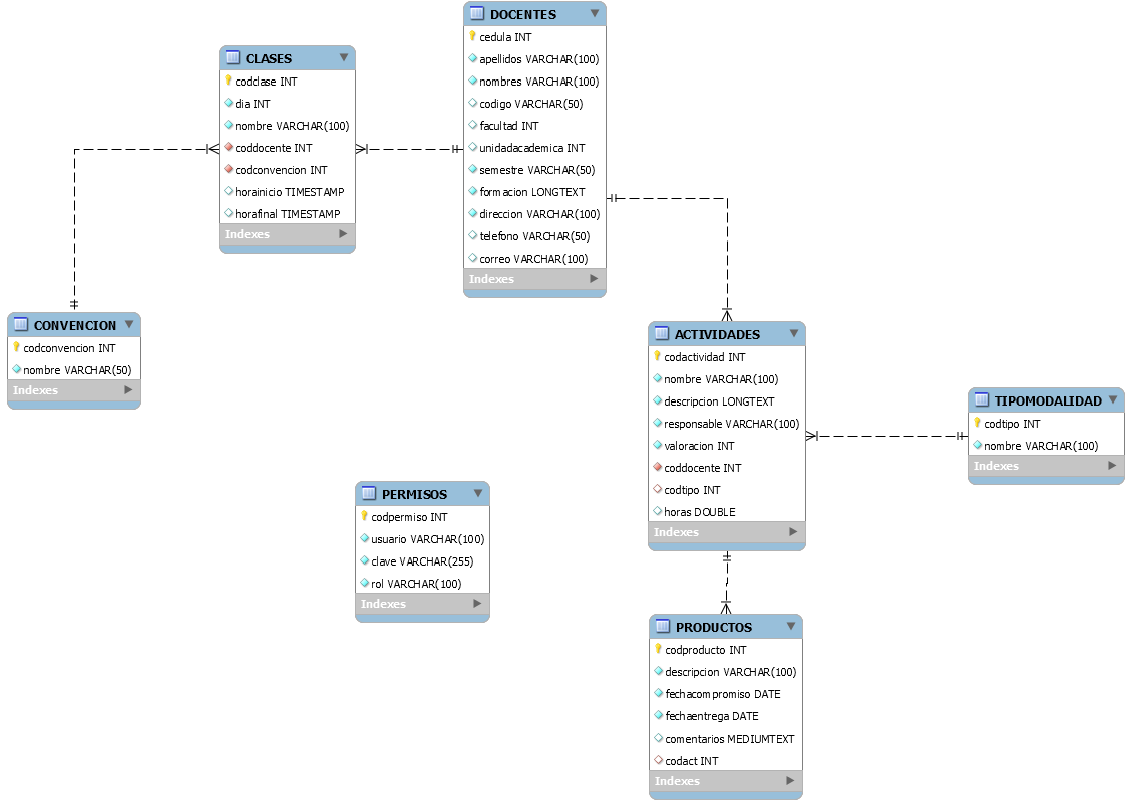 DOCENTES
cedula INT
apellidos VARCHAR(100)
nombres VARCHAR(100)
codigo VARCHAR(50)
facultad INT
unidadacademica INT
semestre VARCHAR(50)
formacion LONGTEXT
direccion VARCHAR(100)
telefono VARCHAR(50)
correo VARCHAR(100)
Indexes
CLASES
codclase INT
dia INT
nombre VARCHAR(100)
coddocente INT
codconvencion INT
horainicio TIMESTAMP
horafinal TIMESTAMP
Indexes
CONVENCION
codconvencion INT
nombre VARCHAR(50)
Indexes
ACTIVIDADES
codactividad INT
nombre VARCHAR(100)
descripcion LONGTEXT
responsable VARCHAR(100)
valoracion INT
coddocente INT
codtipo INT
horas DOUBLE
Indexes
TIPOMODALIDAD
codtipo INT
nombre VARCHAR(100)
Indexes
PERMISOS
codpermiso INT
usuario VARCHAR(100)
clave VARCHAR(255)
rol VARCHAR(100)
Indexes
PRODUCTOS
codproducto INT
descripcion VARCHAR(100)
fechacompromiso DATE
fechaentrega DATE
comentarios MEDIUMTEXT
codact INT
Indexes